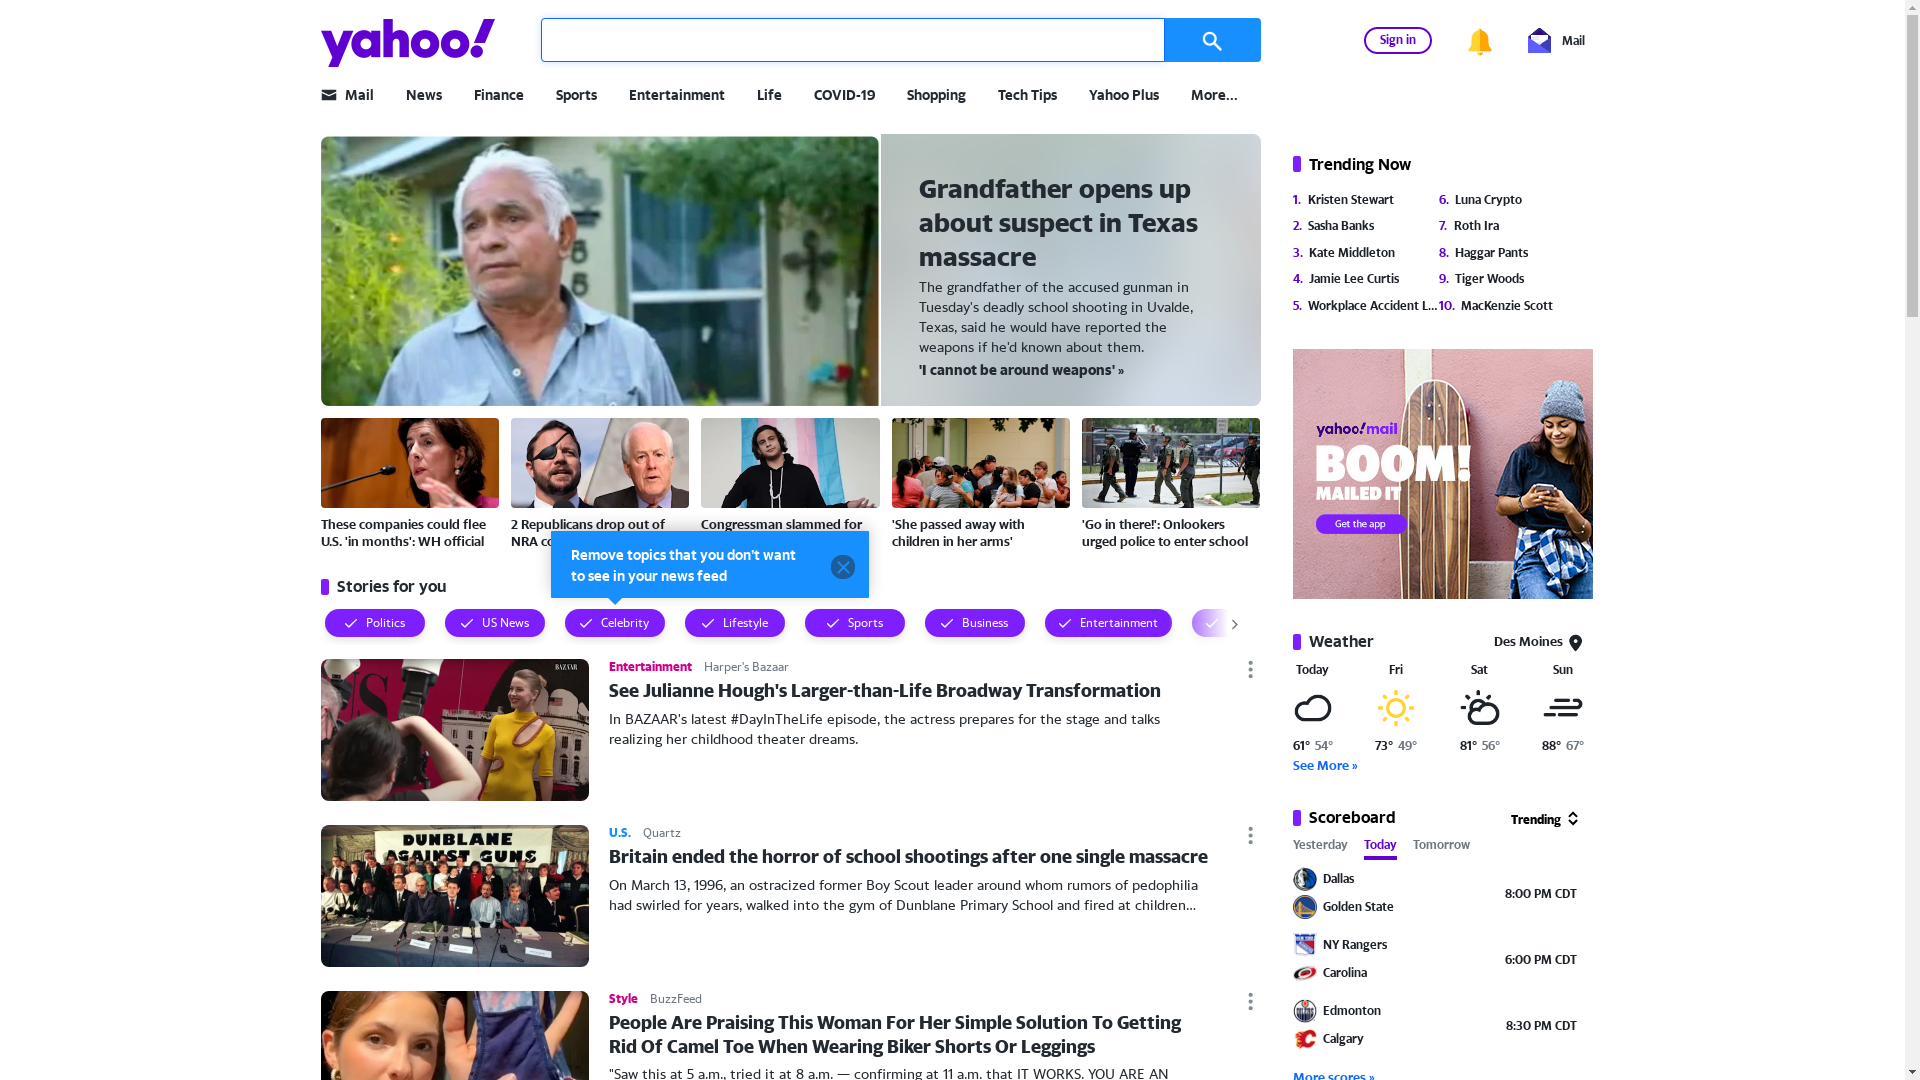 yahoo!
Sign in
Mail
Mail
News
Finance
Sports
Entertainment
Life
COVID-19
Shopping
Tech Tips
Yahoo Plus
More...
Grandfather opens up
about suspect in Texas
massacre
The grandfather of the accused gunman in
Tuesday's deadly school shooting in Uvalde,
Texas, said he would have reported the
weapons if he'd known about them.
'I cannot be around weapons' »
These companies could flee
U.S. 'in months': WH official
2 Republicans drop out of
NRA co
Congressman slammed for
'She passed away with
children in her arms'
'Go in there!': Onlookers
urged police to enter school
Remove topics that you don't want
to see in your news feed
Stories for you
Politics
US News
Celebrity
Lifestyle
Sports
Business
Entertainment
BAZAAR
Entertainment Harper's Bazaar
See Julianne Hough's Larger-than-Life Broadway Transformation
In BAZAAR's latest #DayInTheLife episode, the actress prepares for the stage and talks
realizing her childhood theater dreams.
DUNBLANE
AGAINST GUNS
U.S. Quartz
Britain ended the horror of school shootings after one single massacre
On March 13, 1996, an ostracized former Boy Scout leader around whom rumors of pedophilia
had swirled for years, walked into the gym of Dunblane Primary School and fired at children...
Style BuzzFeed
People Are Praising This Woman For Her Simple Solution To Getting
Rid Of Camel Toe When Wearing Biker Shorts Or Leggings
"Saw this at 5 a.m., tried it at 8 a.m. — confirming at 11 a.m. that IT WORKS. YOU ARE AN
Trending Now
1. Kristen Stewart
2. Sasha Banks
3. Kate Middleton
4. Jamie Lee Curtis
5. Workplace Accident L...
6. Luna Crypto
7. Roth Ira
8. Haggar Pants
9. Tiger Woods
10. MacKenzie Scott
yahoo!mail
BOOM!
MAILED IT
Get the app
Weather
Des Moines
Today Fri Sat Sun
61° 54° 73° 49° 81° 56° 88° 67°
See More »
Scoreboard
Trending
Yesterday Today Tomorrow
Dallas
Golden State
8:00 PM CDT
NY Rangers
Carolina
6:00 PM CDT
Edmonton
Calgary
8:30 PM CDT
More scores »